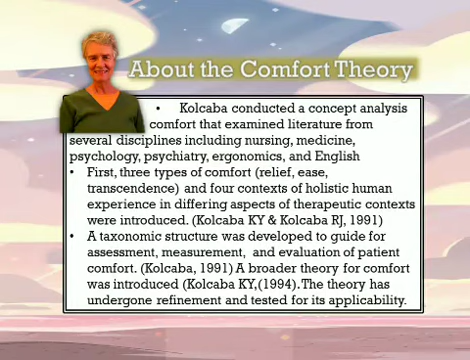 About the Comfort Theory
• Kolcaba conducted a concept analysis
comfort that examined literature from
several disciplines including nursing, medicine,
psychology, psychiatry, ergonomics, and English
• First, three types of comfort (relief, ease,
transcendence) and four contexts of holistic human
experience in differing aspects of therapeutic contexts
were introduced. (Kolcaba KY & Kolcaba RJ, 1991)
• A taxonomic structure was developed to guide for
assessment, measurement, and evaluation of patient
comfort. (Kolcaba, 1991) A broader theory for comfort
was introduced (Kolcaba KY,(1994).The theory has
undergone refinement and tested for its applicability.